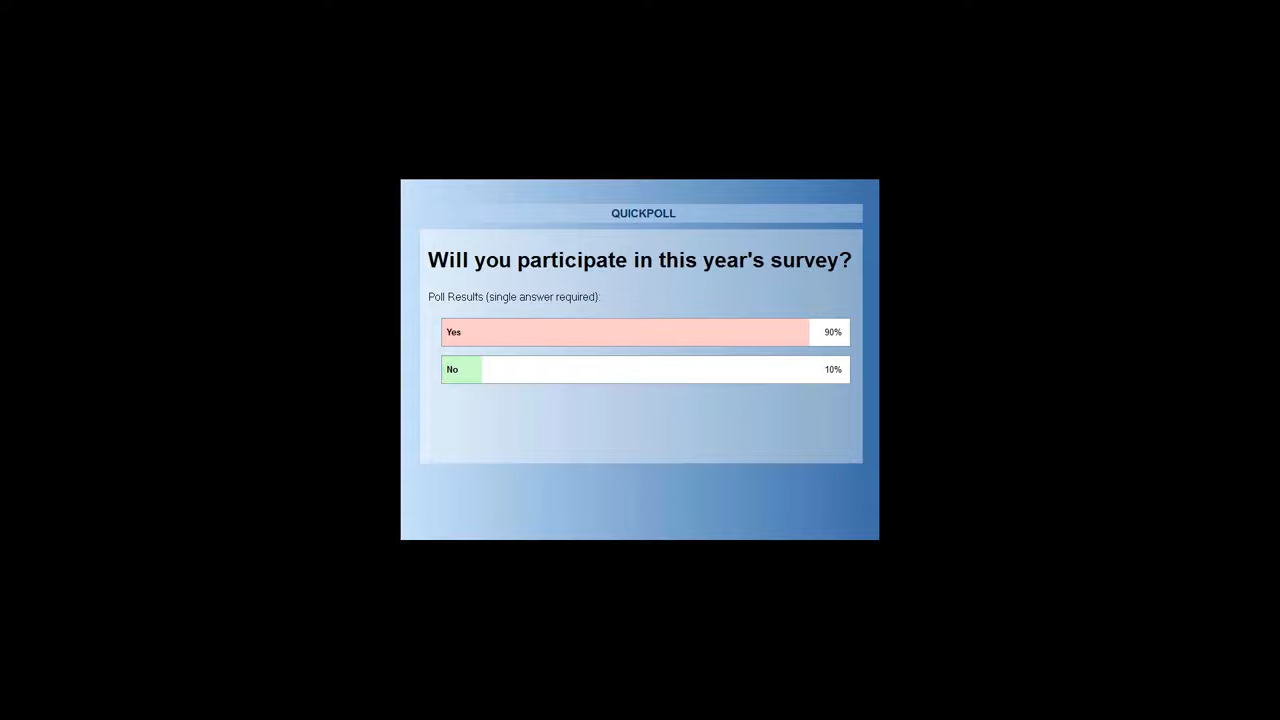 QUICKPOLL
Will you participate in this year's survey?
Poll Results (single answer required):
Yes 90%
No 10%